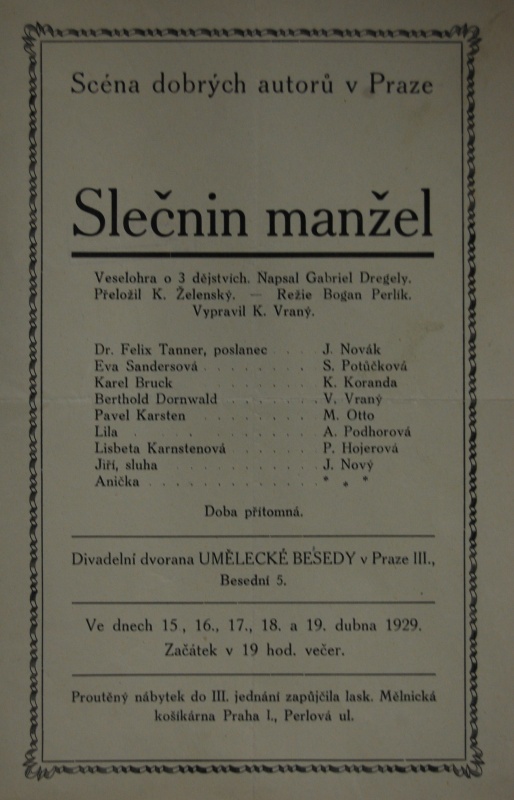 Scéna dobrých autorů v Praze
Slečnin manžel
Veselohra o 3 dějstvích. Napsal Gabriel Dregely.
Přeložil K. Želenský. — Režie Bogan Perlík.
Vypravil K. Vraný.
Dr. Felix Tanner, poslanec . . . J. Novák
Eva Sandersová . . . . . . . . S. Potůčková
Karel Bruck . . . . . . . K. Koranda
Berthold Dornwald . . . . . . . V. Vraný
Pavel Karsten . . . . . . M. Otto
Lila . . . . . . . . A. Podhorová
Lisbeta Karnstenová . . . . . . P. Hojerová
Jiří, sluha . . . . . . . . . J. Nový
Anička . . . . . . . . . . * * *
Doba přítomná.
Divadelní dvorana UMĚLECKÉ BESEDY v Praze III.,
Besední 5.
Ve dnech 15, 16., 17., 18. a 19. dubna 1929.
Začátek v 19 hod. večer.
Proutěný nábytek do III. jednání zapůjčila lask. Mělnická
košíkárna Praha I., Perlová ul.